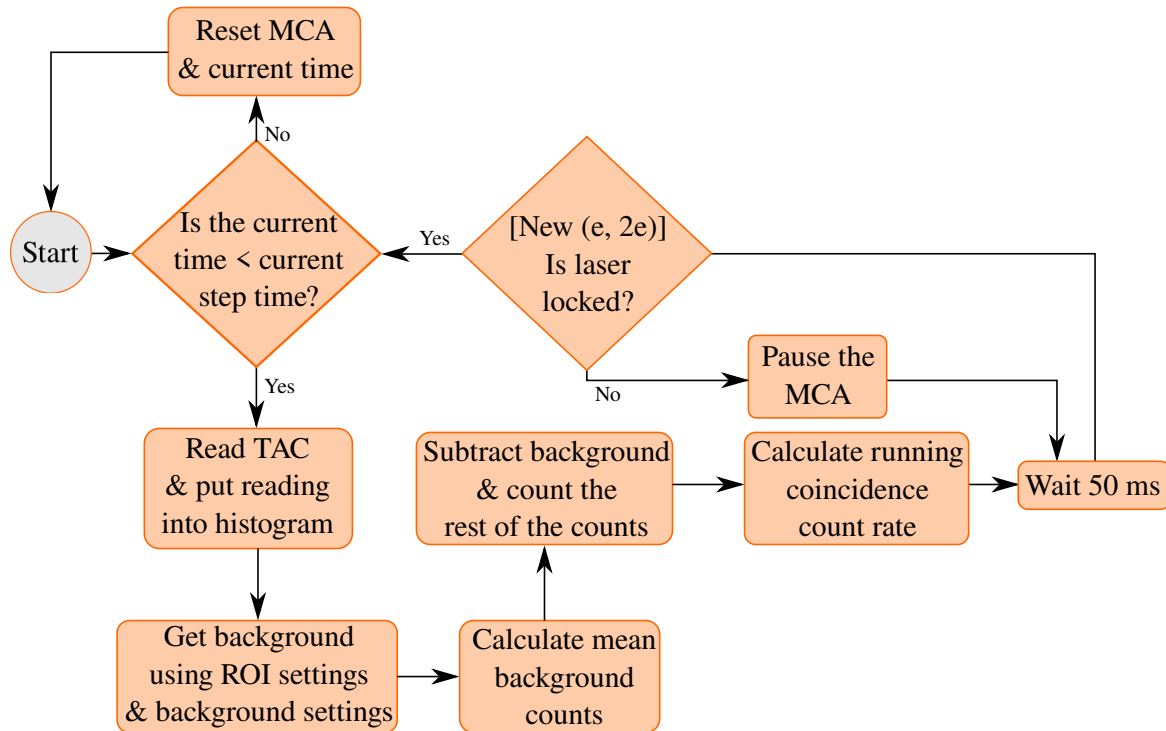 Reset MCA
& current time
No
Start
Is the current
time < current
step time?
Yes
[New (e, 2e)]
Is laser
locked?
Yes
No
Pause the
MCA
Read TAC
& put reading
into histogram
Subtract background
& count the
rest of the counts
Calculate running
coincidence
count rate
Wait 50 ms
Get background
using ROI settings
& background settings
Calculate mean
background
counts